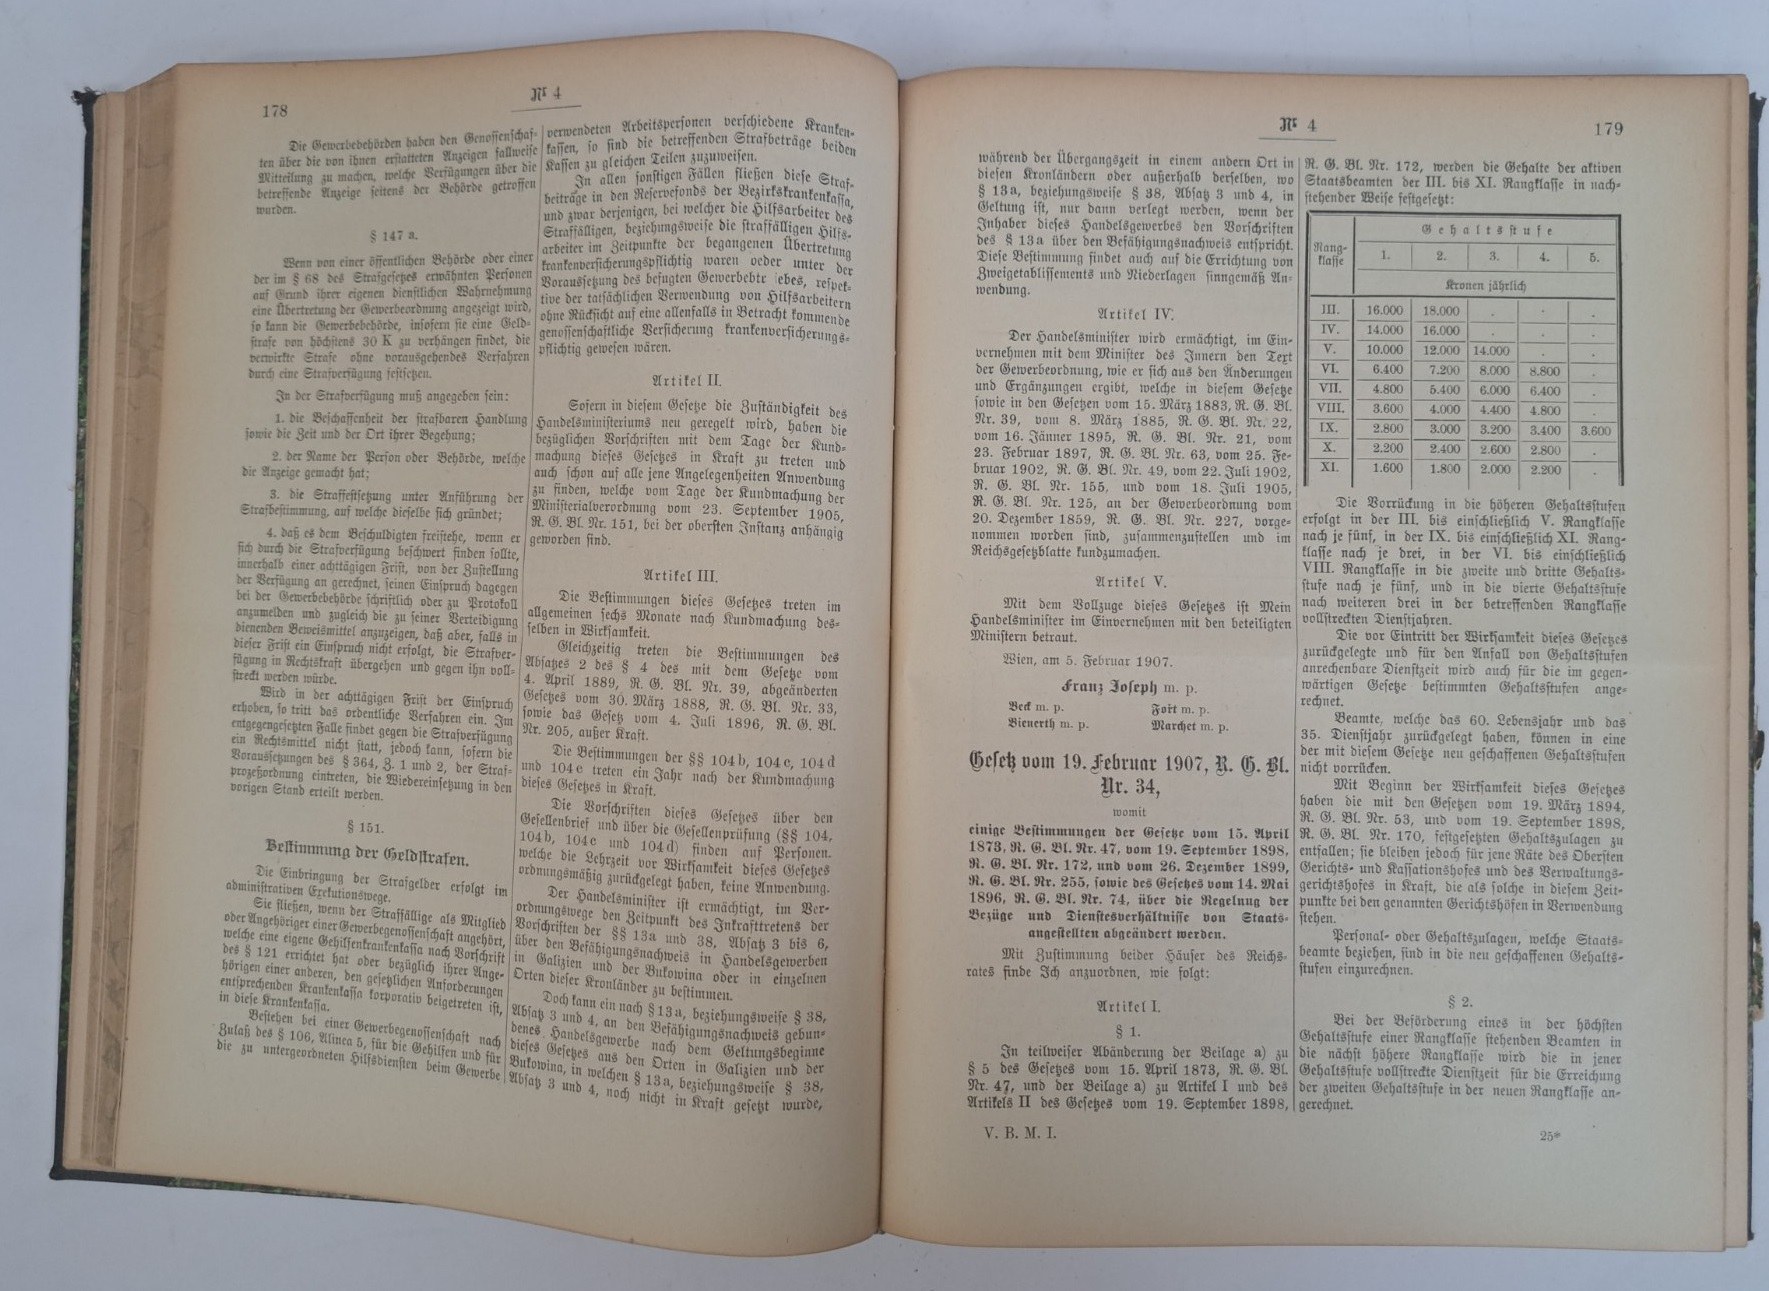 178
Nr 4
Die Gewerbebehörden haben den Genossenschaf-
ten über die von ihnen erstatteten Anzeigen fallweise
Mitteilung zu machen, welche Verfügungen über die
betreffende Anzeige seitens der Behörde getroffen
wurden.
§ 147 a.
Wenn von einer öffentlichen Behörde oder einer
der im § 68 des Strafgesetzes erwähnten Personen
auf Grund ihrer eigenen dienstlichen Wahrnehmung
eine Übertretung der Gewerbeordnung angezeigt wird,
so kann die Gewerbebehörde, insofern sie eine Geld-
strafe von höchstens 30 K zu verhängen findet, die
verwirkte Strafe ohne vorausgehendes Verfahren
durch eine Strafverfügung festsetzen.
In der Strafverfügung muß angegeben sein:
1. die Beschaffenheit der strafbaren Handlung
sowie die Zeit und der Ort ihrer Begehung;
2. der Name der Person oder Behörde, welche
die Anzeige gemacht hat;
3. die Straffestsetzung unter Anführung der
Strafbestimmung, auf welche dieselbe sich gründet;
4. daß es dem Beschuldigten freistehe, wenn er
sich durch die Strafverfügung beschwert finden sollte,
innerhalb einer achttägigen Frist, von der Zustellung
der Verfügung an gerechnet, seinen Einspruch dagegen
bei der Gewerbebehörde schriftlich oder zu Protokoll
anzumelden und zugleich die zu seiner Verteidigung
dienenden Beweismittel anzuzeigen, daß aber, falls in
dieser Frist ein Einspruch nicht erfolgt, die Strafver-
fügung in Rechtskraft übergehen und gegen ihn voll-
streckt werden würde.
Wird in der achttägigen Frist der Einspruch
erhoben, so tritt das ordentliche Verfahren ein. Im
entgegengesetzten Falle findet gegen die Strafverfügung
ein Rechtsmittel nicht statt, jedoch kann, sofern die
Voraussetzungen des § 364, Z. 1 und 2, der Straf-
prozeßordnung eintreten, die Wiedereinsetzung in den
vorigen Stand erteilt werden.
§ 151.
Bestimmung der Geldstrafen.
Die Einbringung der Strafgelder erfolgt im
administrativen Exekutionswege.
Sie fließen, wenn der Straffällige als Mitglied
oder Angehöriger einer Gewerbegenossenschaft angehört,
welche eine eigene Gehilfenkrankenkassa nach Vorschrift
des § 121 errichtet hat oder bezüglich ihrer Ange-
hörigen einer anderen, den gesetzlichen Anforderungen
entsprechenden Krankenkassa korporativ beigetreten ist,
in diese Krankenkassa.
Bestehen bei einer Gewerbegenossenschaft nach
Zulaß des § 106, Alinea 5, für die Gehilfen und für
die zu untergeordneten Hilfsdiensten beim Gewerbe
verwendeten Arbeitspersonen verschiedene Kranken-
kassen, so sind die betreffenden Strafbeträge beiden
Kassen zu gleichen Teilen zuzuweisen.
In allen sonstigen Fällen fließen diese Straf-
beiträge in den Reservefonds der Bezirkskrankenkassa,
und zwar derjenigen, bei welcher die Hilfsarbeiter des
Straffälligen, beziehungsweise die straffälligen Hilfs-
arbeiter im Zeitpunkte der begangenen Übertretung
krankenversicherungspflichtig waren oeder unter der
Voraussetzung des befugten Gewerbebtr iebes, respek-
tive der tatsächlichen Verwendung von Hilfsarbeitern
ohne Rücksicht auf eine allenfalls in Betracht kommende
genossenschaftliche Versicherung krankenversicherungs-
pflichtig gewesen wären.
Artikel II.
Sofern in diesem Gesetze die Zuständigkeit des
Handelsministeriums neu geregelt wird, haben die
bezüglichen Vorschriften mit dem Tage der Kund-
machung dieses Gesetzes in Kraft zu treten und
auch schon auf alle jene Angelegenheiten Anwendung
zu finden, welche vom Tage der Kundmachung der
Ministerialverordnung vom 23. September 1905,
R. G. Bl. Nr. 151, bei der obersten Instanz anhängig
geworden sind.
Artikel III.
Die Bestimmungen dieses Gesetzes treten im
allgemeinen sechs Monate nach Kundmachung des-
selben in Wirksamkeit.
Gleichzeitig treten die Bestimmungen des
Absatzes 2 des § 4 des mit dem Gesetze vom
4. April 1889, R. G. Bl. Nr. 39, abgeänderten
Gesetzes vom 30. März 1888, R. G. Bl. Nr. 33,
sowie das Gesetz vom 4. Juli 1896, R. G. Bl.
Nr. 205, außer Kraft.
Die Bestimmungen der §§ 104 b, 104 c, 104 d
und 104 e treten ein Jahr nach der Kundmachung
dieses Gesetzes in Kraft.
Die Vorschriften dieses Gesetzes über den
Gesellenbrief und über die Gesellenprüfung (§§ 104,
104 b, 104 c und 104 d) finden auf Personen,
welche die Lehrzeit vor Wirksamkeit dieses Gesetzes
ordnungsmäßig zurückgelegt haben, keine Anwendung.
Der Handelsminister ist ermächtigt, im Ver-
ordnungswege den Zeitpunkt des Inkrafttretens der
Vorschriften der §§ 13 a und 38, Absatz 3 bis 6,
über den Befähigungsnachweis in Handelsgewerben
in Galizien und der Bukowina oder in einzelnen
Orten dieser Kronländer zu bestimmen.
Doch kann ein nach § 13 a, beziehungsweise § 38,
Absatz 3 und 4, an den Befähigungsnachweis gebun-
denes Handelsgewerbe nach dem Geltungsbeginne
dieses Gesetzes aus den Orten in Galizien und der
Bukowina, in welchen § 13 a, beziehungsweise § 38,
Absatz 3 und 4, noch nicht in Kraft gesetzt wurde,
Nr 4
179
während der Übergangszeit in einem andern Ort in
diesen Kronländern oder außerhalb derselben, wo
§ 13 a, beziehungsweise § 38, Absatz 3 und 4, in
Geltung ist, nur dann verlegt werden, wenn der
Inhaber dieses Handelsgewerbes den Vorschriften
des § 13 a über den Befähigungsnachweis entspricht.
Diese Bestimmung findet auch auf die Errichtung von
Zweigetablissements und Niederlagen sinngemäß An-
wendung.
Artikel IV.
Der Handelsminister wird ermächtigt, im Ein-
vernehmen mit dem Minister des Innern den Text
der Gewerbeordnung, wie er sich aus den Änderungen
und Ergänzungen ergibt, welche in diesem Gesetze
sowie in den Gesetzen vom 15. März 1883, R. G. Bl.
Nr. 39, vom 8. März 1885, R. G. Bl. Nr. 22,
vom 16. Jänner 1895, R. G. Bl. Nr. 21, vom
23. Februar 1897, R. G. Bl. Nr. 63, vom 25. Fe-
bruar 1902, R. G. Bl. Nr. 49, vom 22. Juli 1902,
R. G. Bl. Nr. 155, und vom 18. Juli 1905,
R. G. Bl. Nr. 125, an der Gewerbeordnung vom
20. Dezember 1859, R. G. Bl. Nr. 227, vorge-
nommen worden sind, zusammenzustellen und im
Reichsgesetzblatte kundzumachen.
Artikel V.
Mit dem Vollzuge dieses Gesetzes ist Mein
Handelsminister im Einvernehmen mit den beteiligten
Ministern betraut.
Wien, am 5. Februar 1907.
Franz Joseph m. p.
Beck m. p. Fort m. p.
Bienerth m. p. Marchet m. p.
Gesetz vom 19. Februar 1907, R. G. Bl.
Nr. 34,
womit
einige Bestimmungen der Gesetze vom 15. April
1873, R. G. Bl. Nr. 47, vom 19. September 1898,
R. G. Bl. Nr. 172, und vom 26. Dezember 1899,
R. G. Bl. Nr. 255, sowie des Gesetzes vom 14. Mai
1896, R. G. Bl. Nr. 74, über die Regelung der
Bezüge und Dienstesverhältnisse von Staats-
angestellten abgeändert werden.
Mit Zustimmung beider Häuser des Reichs-
rates finde Ich anzuordnen, wie folgt:
Artikel I.
§ 1.
In teilweiser Abänderung der Beilage a) zu
§ 5 des Gesetzes vom 15. April 1873, R. G. Bl.
Nr. 47, und der Beilage a) zu Artikel I und des
Artikels II des Gesetzes vom 19. September 1898,
V. B. M. I.
R. G. Bl. Nr. 172, werden die Gehalte der aktiven
Staatsbeamten der III. bis XI. Rangklasse in nach-
stehender Weise festgesetzt:
Rang-
klasse
Gehaltsstufe
1. 2. 3. 4. 5.
Kronen jährlich
III. 16.000 18.000 . . .
IV. 14.000 16.000 . . .
V. 10.000 12.000 14.000 . .
VI. 6.400 7.200 8.000 8.800 .
VII. 4.800 5.400 6.000 6.400 .
VIII. 3.600 4.000 4.400 4.800 .
IX. 2.800 3.000 3.200 3.400 3.600
X. 2.200 2.400 2.600 2.800 .
XI. 1.600 1.800 2.000 2.200 .
Die Vorrückung in die höheren Gehaltsstufen
erfolgt in der III. bis einschließlich V. Rangklasse
nach je fünf, in der IX. bis einschließlich XI. Rang-
klasse nach je drei, in der VI. bis einschließlich
VIII. Rangklasse in die zweite und dritte Gehalts-
stufe nach je fünf, und in die vierte Gehaltsstufe
nach weiteren drei in der betreffenden Rangklasse
vollstreckten Dienstjahren.
Die vor Eintritt der Wirksamkeit dieses Gesetzes
zurückgelegte und für den Anfall von Gehaltsstufen
anrechenbare Dienstzeit wird auch für die im gegen-
wärtigen Gesetze bestimmten Gehaltsstufen ange-
rechnet.
Beamte, welche das 60. Lebensjahr und das
35. Dienstjahr zurückgelegt haben, können in eine
der mit diesem Gesetze neu geschaffenen Gehaltsstufen
nicht vorrücken.
Mit Beginn der Wirksamkeit dieses Gesetzes
haben die mit den Gesetzen vom 19. März 1894,
R. G. Bl. Nr. 53, und vom 19. September 1898,
R. G. Bl. Nr. 170, festgesetzten Gehaltszulagen zu
entfallen; sie bleiben jedoch für jene Räte des Obersten
Gerichts- und Kassationshofes und des Verwaltungs-
gerichtshofes in Kraft, die als solche in diesem Zeit-
punkte bei den genannten Gerichtshöfen in Verwendung
stehen.
Personal- oder Gehaltszulagen, welche Staats-
beamte beziehen, sind in die neu geschaffenen Gehalts-
stufen einzurechnen.
§ 2.
Bei der Beförderung eines in der höchsten
Gehaltsstufe einer Rangklasse stehenden Beamten in
die nächst höhere Rangklasse wird die in jener
Gehaltsstufe vollstreckte Dienstzeit für die Erreichung
der zweiten Gehaltsstufe in der neuen Rangklasse an-
gerechnet.
25*